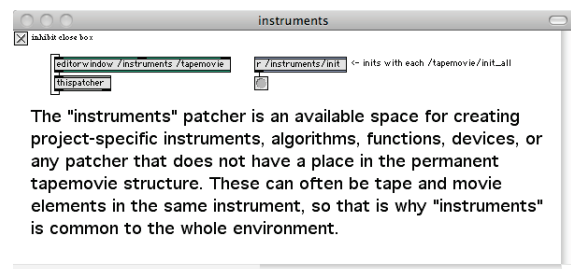 instruments
inhibit close box
editorwindow /instruments /tapemovie
r /instruments/init
<- inits with each /tapemovie/init_all
thispatcher
The "instruments" patcher is an available space for creating
project-specific instruments, algorithms, functions, devices, or
any patcher that does not have a place in the permanent
tapemovie structure. These can often be tape and movie
elements in the same instrument, so that is why "instruments"
is common to the whole environment.